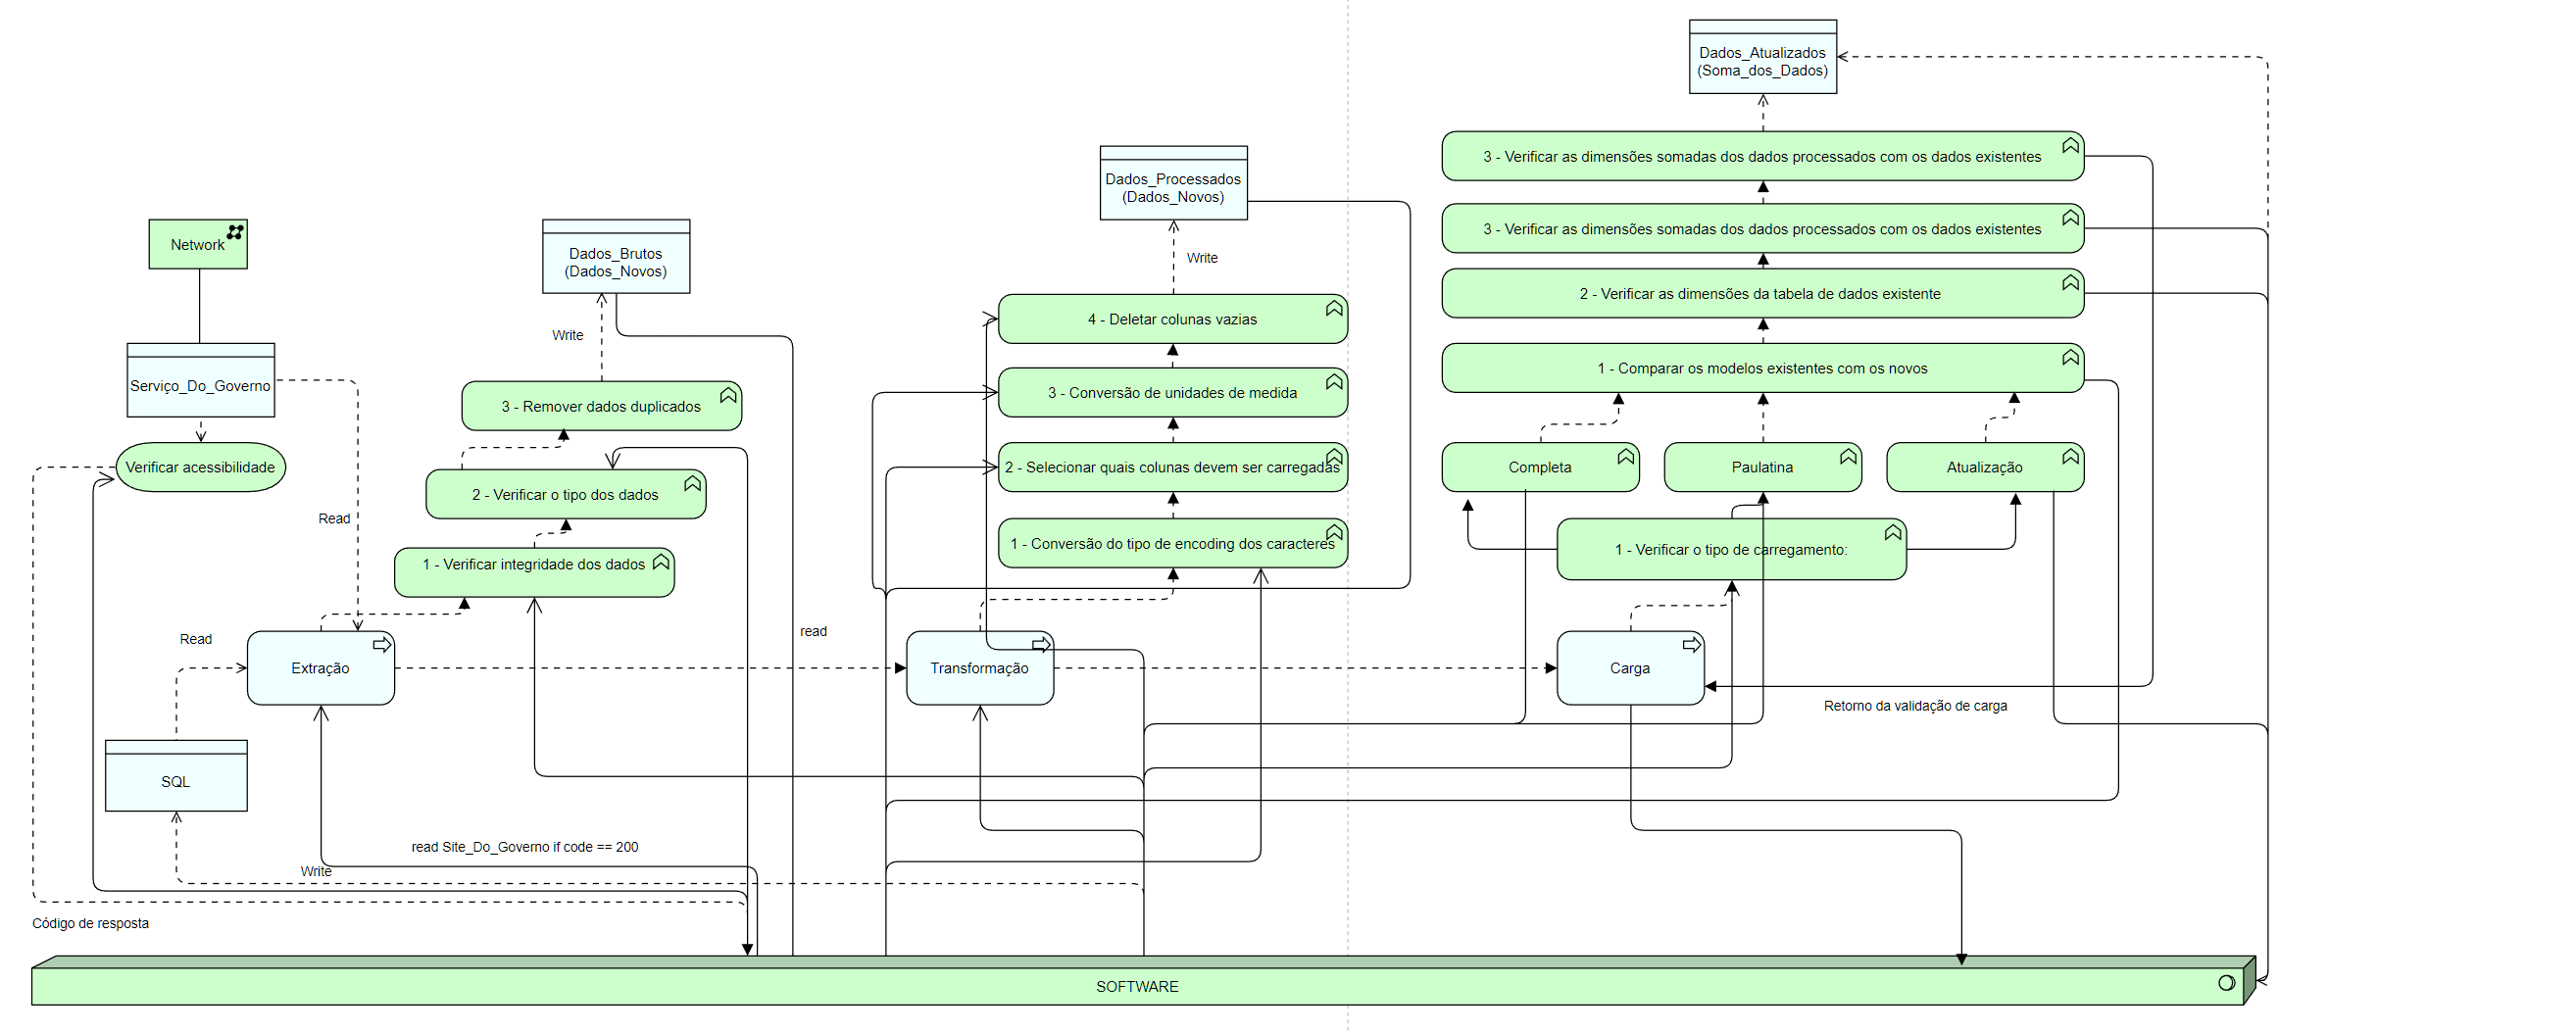 Dados_Atualizados
(Soma_dos_Dados)
3 - Verificar as dimensões somadas dos dados processados com os dados existentes
Dados_Processados
(Dados_Novos)
3 - Verificar as dimensões somadas dos dados processados com os dados existentes
Network
Dados_Brutos
(Dados_Novos)
Write
2 - Verificar as dimensões da tabela de dados existente
4 - Deletar colunas vazias
Write
1 - Comparar os modelos existentes com os novos
Serviço_Do_Governo
3 - Conversão de unidades de medida
3 - Remover dados duplicados
Verificar acessibilidade
2 - Selecionar quais colunas devem ser carregadas
Completa
Paulatina
Atualização
2 - Verificar o tipo dos dados
Read
1 - Conversão do tipo de encoding dos caracteres
1 - Verificar o tipo de carregamento:
1 - Verificar integridade dos dados
Read
read
Extração
Transformação
Carga
Retorno da validação de carga
SQL
read Site_Do_Governo if code == 200
Write
Código de resposta
SOFTWARE